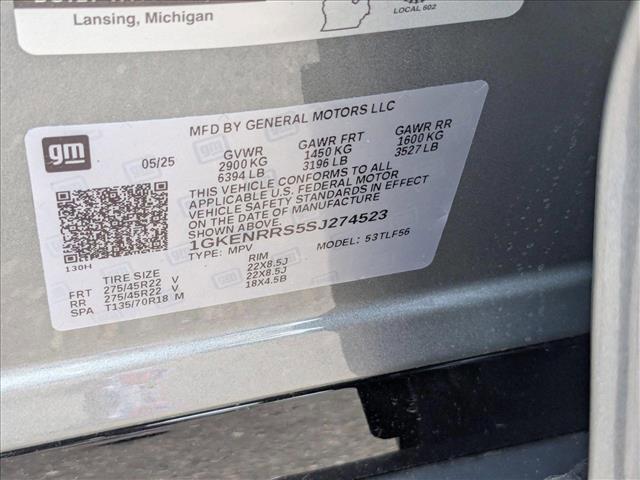 Lansing, Michigan
LOCAL 602
gm
MFD BY GENERAL MOTORS LLC
05/25
GVWR GAWR FRT GAWR RR
2900 KG 1450 KG 1600 KG
6394 LB 3196 LB 3527 LB
THIS VEHICLE CONFORMS TO ALL
APPLICABLE U.S. FEDERAL MOTOR
VEHICLE SAFETY STANDARDS IN EFFECT
ON THE DATE OF MANUFACTURE
SHOWN ABOVE.
1GKENRRS5SJ274523
TYPE: MPV MODEL: 53TLF56
130H
TIRE SIZE RIM
FRT 275/45R22 V 22X8.5J
RR 275/45R22 V 22X8.5J
SPA T135/70R18 M 18X4.5B